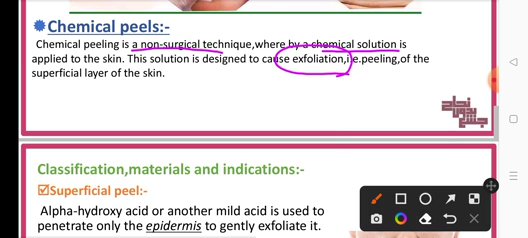 Chemical peels:-
Chemical peeling is a non-surgical technique,where by a chemical solution is
applied to the skin. This solution is designed to cause exfoliation,i.e.peeling,of the
superficial layer of the skin.
Classification,materials and indications:-
Superficial peel:-
Alpha-hydroxy acid or another mild acid is used to
penetrate only the epidermis to gently exfoliate it.